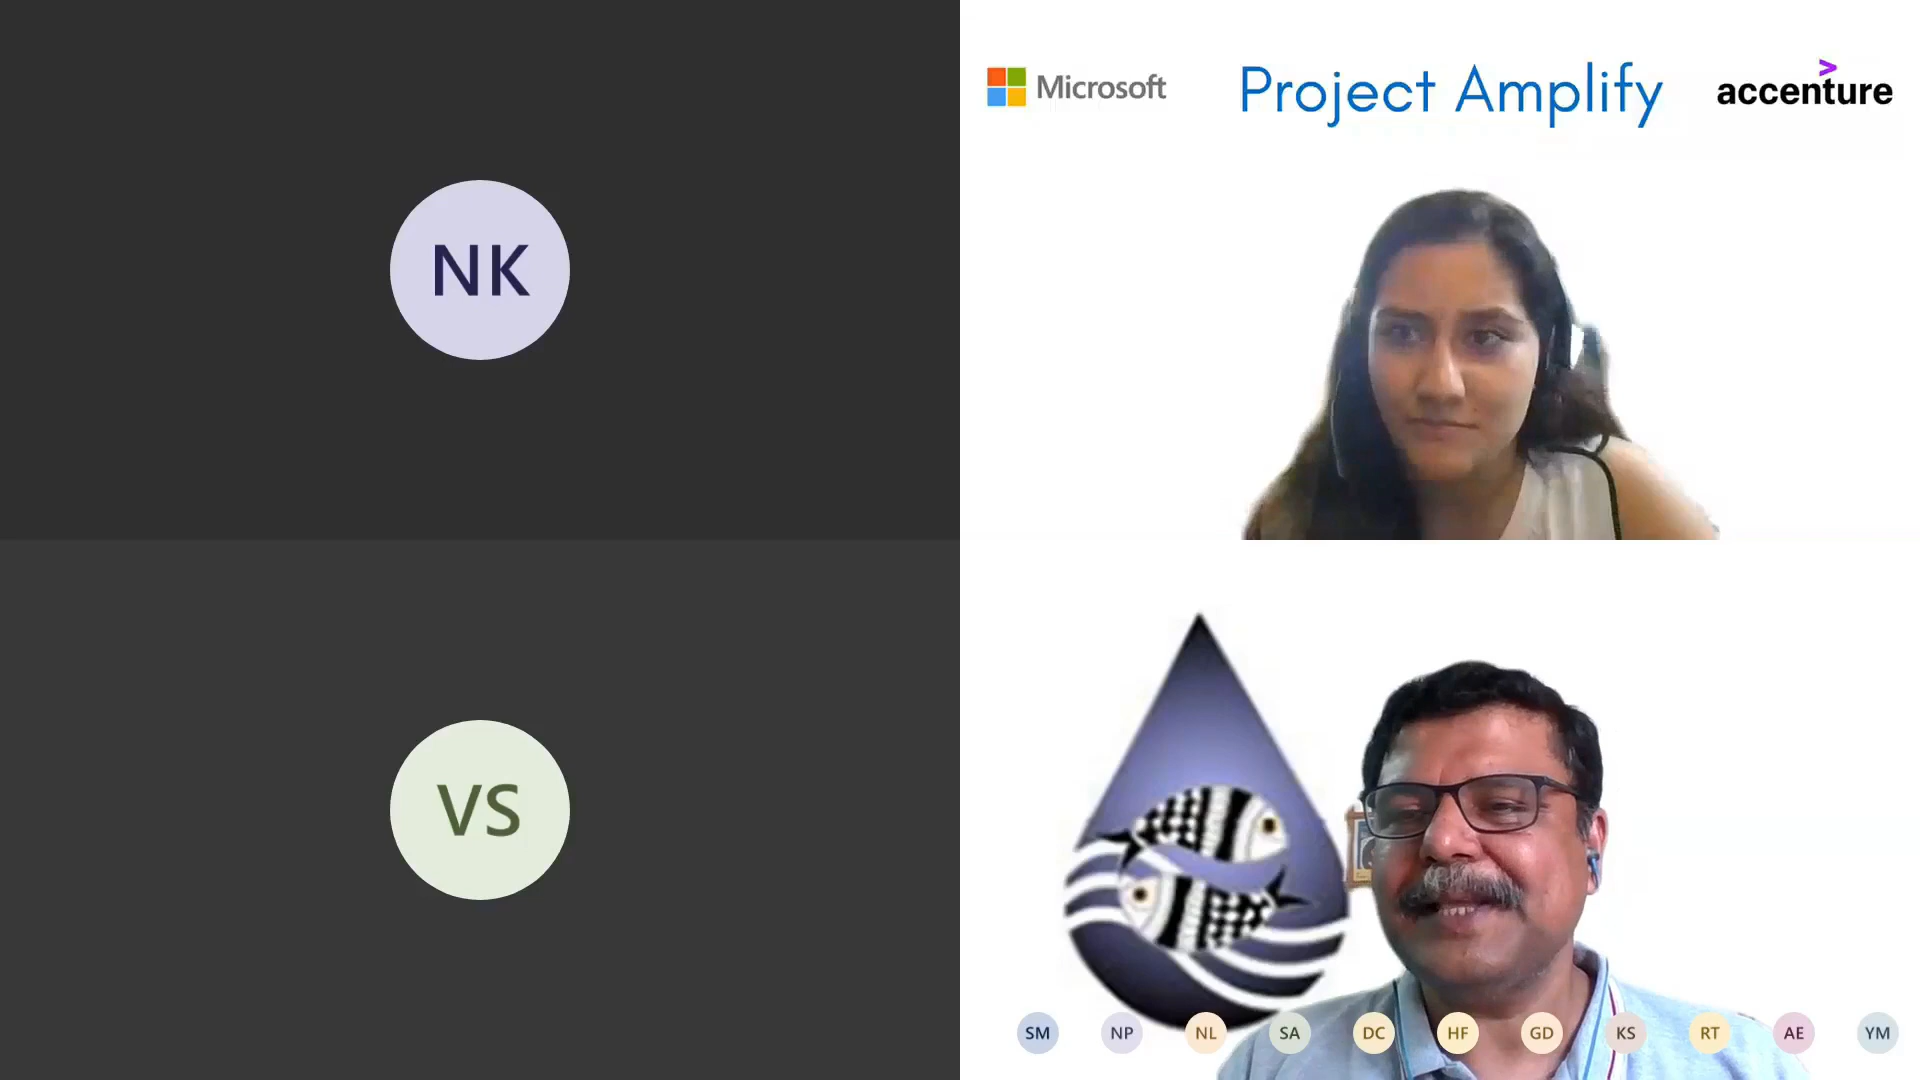 NK
Microsoft
Project Amplify
accenture
VS
SM
NP
NL
SA
DC
HF
GD
KS
RT
AE
YM